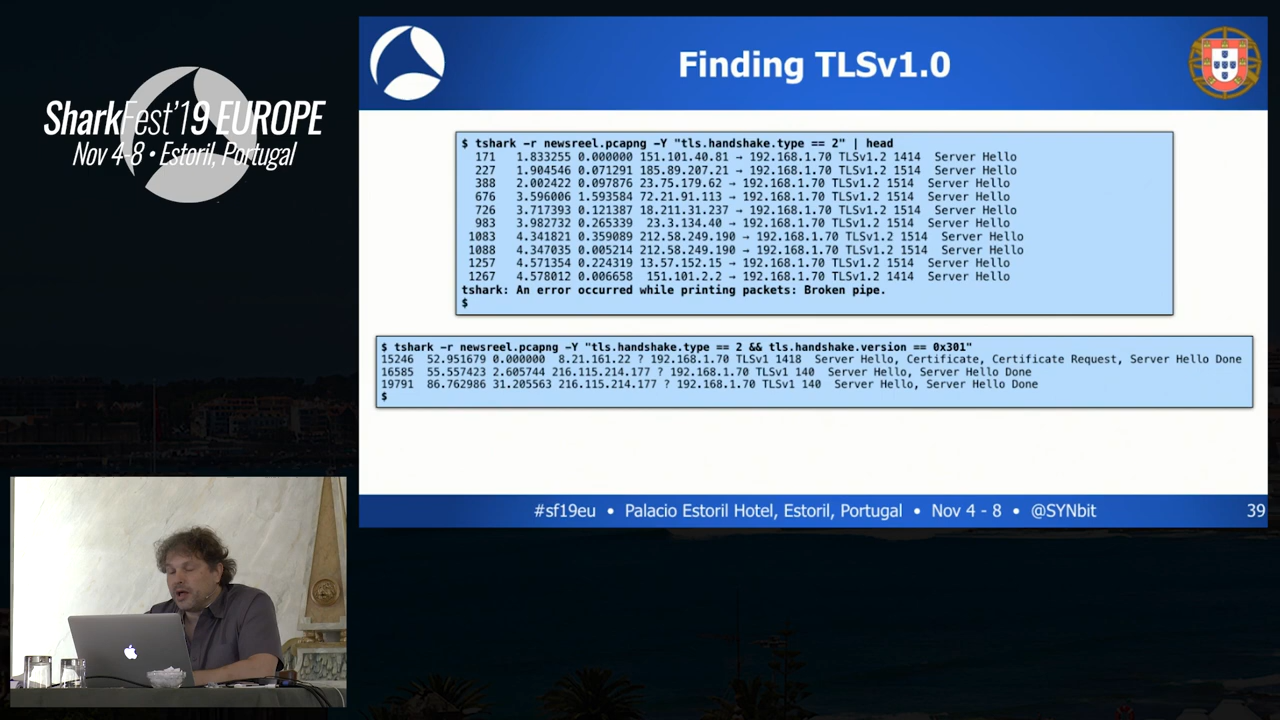 SharkFest'19 EUROPE
Nov 4-8 • Estoril, Portugal
Finding TLSv1.0
$ tshark -r newsreel.pcapng -Y "tls.handshake.type == 2" | head
171 1.833255 0.000000 151.101.40.81 → 192.168.1.70 TLSv1.2 1414 Server Hello
227 1.904546 0.071291 185.89.207.21 → 192.168.1.70 TLSv1.2 1514 Server Hello
388 2.002422 0.097876 23.75.179.62 → 192.168.1.70 TLSv1.2 1514 Server Hello
676 3.596006 1.593584 72.21.91.113 → 192.168.1.70 TLSv1.2 1514 Server Hello
726 3.717393 0.121387 18.211.31.237 → 192.168.1.70 TLSv1.2 1514 Server Hello
983 3.982732 0.265339 23.3.134.40 → 192.168.1.70 TLSv1.2 1514 Server Hello
1083 4.341821 0.359089 212.58.249.190 → 192.168.1.70 TLSv1.2 1514 Server Hello
1088 4.347035 0.005214 212.58.249.190 → 192.168.1.70 TLSv1.2 1514 Server Hello
1257 4.571354 0.224319 13.57.152.15 → 192.168.1.70 TLSv1.2 1514 Server Hello
1267 4.578012 0.006658 151.101.2.2 → 192.168.1.70 TLSv1.2 1414 Server Hello
tshark: An error occurred while printing packets: Broken pipe.
$
$ tshark -r newsreel.pcapng -Y "tls.handshake.type == 2 && tls.handshake.version == 0x301"
15246 52.951679 0.000000 8.21.161.22 ? 192.168.1.70 TLSv1 1418 Server Hello, Certificate, Certificate Request, Server Hello Done
16585 55.557423 2.605744 216.115.214.177 ? 192.168.1.70 TLSv1 140 Server Hello, Server Hello Done
19791 86.762986 31.205563 216.115.214.177 ? 192.168.1.70 TLSv1 140 Server Hello, Server Hello Done
$
#sf19eu • Palacio Estoril Hotel, Estoril, Portugal • Nov 4 - 8 • @SYNbit
39